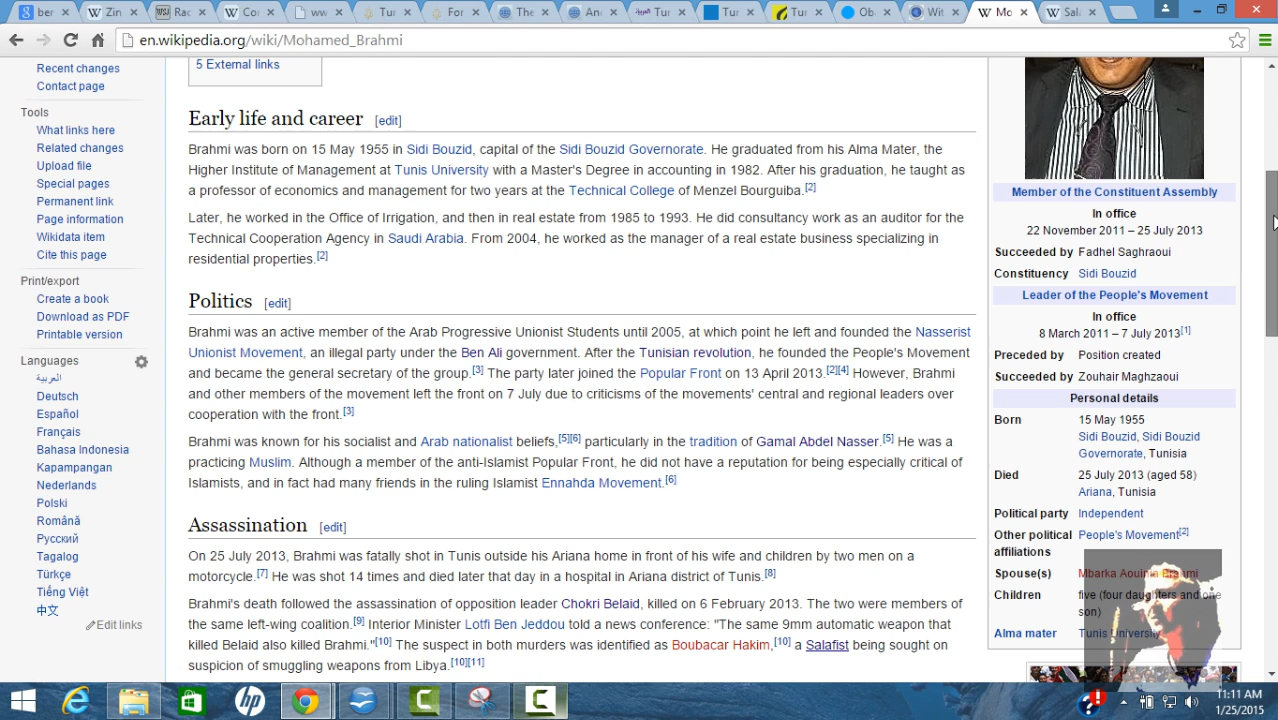 ber
Zin
Rac
Co
ww
Tu
For
The
An
Tur
Tun
Tur
Ob
Wit
Mo
Sal
en.wikipedia.org/wiki/Mohamed_Brahmi
Recent changes
Contact page
Tools
What links here
Related changes
Upload file
Special pages
Permanent link
Page information
Wikidata item
Cite this page
Print/export
Create a book
Download as PDF
Printable version
Languages
العربية
Deutsch
Español
Français
Bahasa Indonesia
Kapampangan
Nederlands
Polski
Română
Русский
Tagalog
Türkçe
Tiếng Việt
中文
Edit links
5 External links
Early life and career [edit]
Brahmi was born on 15 May 1955 in Sidi Bouzid, capital of the Sidi Bouzid Governorate. He graduated from his Alma Mater, the
Higher Institute of Management at Tunis University with a Master's Degree in accounting in 1982. After his graduation, he taught as
a professor of economics and management for two years at the Technical College of Menzel Bourguiba.[2]
Later, he worked in the Office of Irrigation, and then in real estate from 1985 to 1993. He did consultancy work as an auditor for the
Technical Cooperation Agency in Saudi Arabia. From 2004, he worked as the manager of a real estate business specializing in
residential properties.[2]
Politics [edit]
Brahmi was an active member of the Arab Progressive Unionist Students until 2005, at which point he left and founded the Nasserist
Unionist Movement, an illegal party under the Ben Ali government. After the Tunisian revolution, he founded the People's Movement
and became the general secretary of the group.[3] The party later joined the Popular Front on 13 April 2013.[2][4] However, Brahmi
and other members of the movement left the front on 7 July due to criticisms of the movements' central and regional leaders over
cooperation with the front.[3]
Brahmi was known for his socialist and Arab nationalist beliefs,[5][6] particularly in the tradition of Gamal Abdel Nasser.[5] He was a
practicing Muslim. Although a member of the anti-Islamist Popular Front, he did not have a reputation for being especially critical of
Islamists, and in fact had many friends in the ruling Islamist Ennahda Movement.[6]
Assassination [edit]
On 25 July 2013, Brahmi was fatally shot in Tunis outside his Ariana home in front of his wife and children by two men on a
motorcycle.[7] He was shot 14 times and died later that day in a hospital in Ariana district of Tunis.[8]
Brahmi's death followed the assassination of opposition leader Chokri Belaid, killed on 6 February 2013. The two were members of
the same left-wing coalition.[9] Interior Minister Lotfi Ben Jeddou told a news conference: "The same 9mm automatic weapon that
killed Belaid also killed Brahmi."[10] The suspect in both murders was identified as Boubacar Hakim,[10] a Salafist being sought on
suspicion of smuggling weapons from Libya.[10][11]
Member of the Constituent Assembly
In office
22 November 2011 – 25 July 2013
Succeeded by Fadhel Saghraoui
Constituency Sidi Bouzid
Leader of the People's Movement
In office
8 March 2011 – 7 July 2013[1]
Preceded by Position created
Succeeded by Zouhair Maghzaoui
Personal details
Born 15 May 1955
Sidi Bouzid, Sidi Bouzid
Governorate, Tunisia
Died 25 July 2013 (aged 58)
Ariana, Tunisia
Political party Independent
Other political People's Movement[2]
affiliations
Spouse(s) Mbarka Aouinia Brahmi
Children five (four daughters and one
son)
Alma mater Tunis University
11:11 AM
1/25/2015